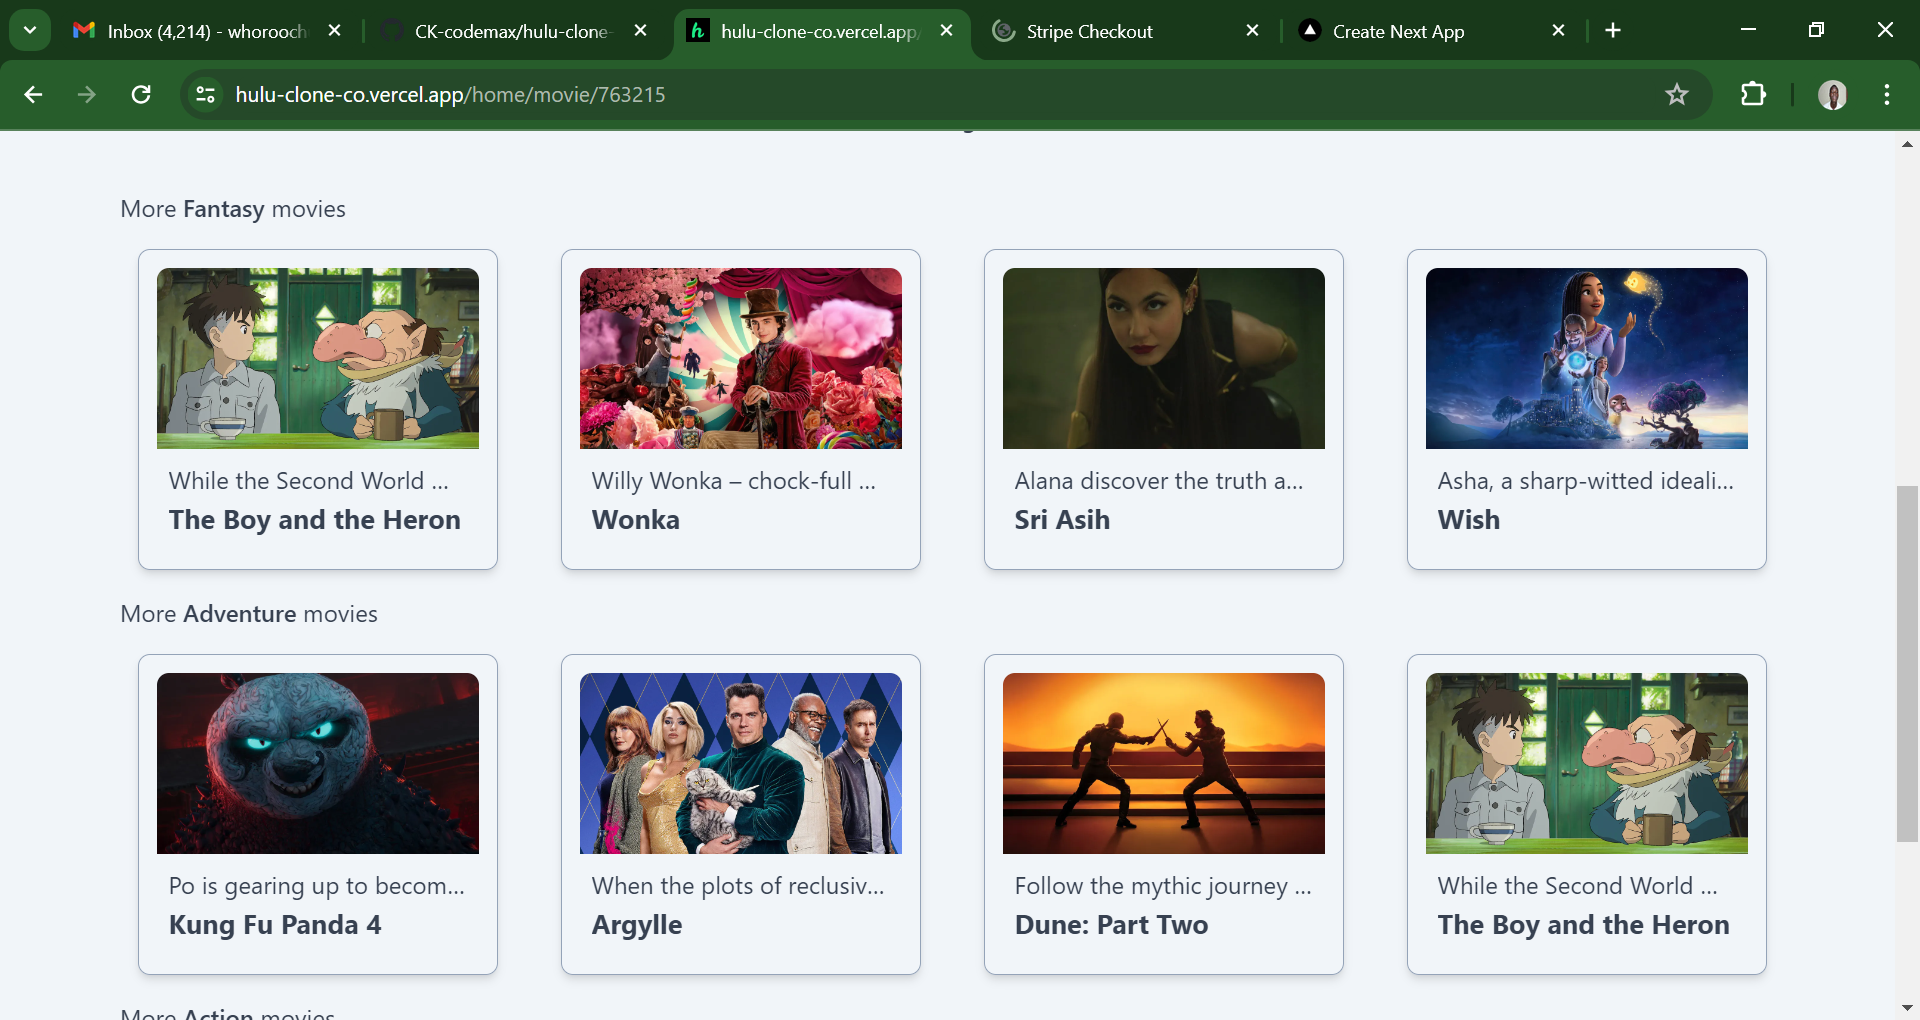 Inbox (4,214) - whorooch
CK-codemax/hulu-clone-
hulu-clone-co.vercel.app/
Stripe Checkout
Create Next App
hulu-clone-co.vercel.app/home/movie/763215
More Fantasy movies
While the Second World ...
The Boy and the Heron
Willy Wonka – chock-full ...
Wonka
Alana discover the truth a...
Sri Asih
Asha, a sharp-witted ideali...
Wish
More Adventure movies
Po is gearing up to becom...
Kung Fu Panda 4
When the plots of reclusiv...
Argylle
Follow the mythic journey ...
Dune: Part Two
While the Second World ...
The Boy and the Heron
More Action movies